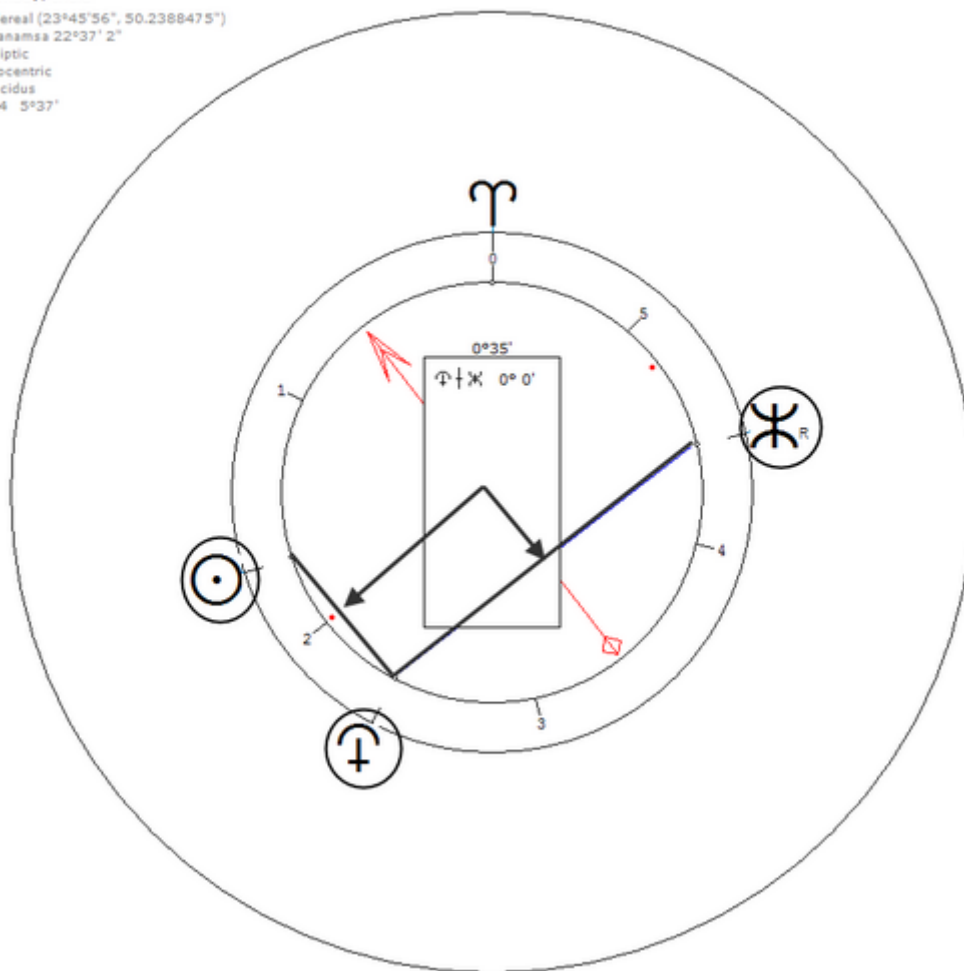 ereal (23°45'56", 50.2388475")
anamsa 22°37' 2"
iptic
ocentric
cidus
4 5°37'
♈
0
5
0°35'
0° 0'
1
R
4
☉
2
3